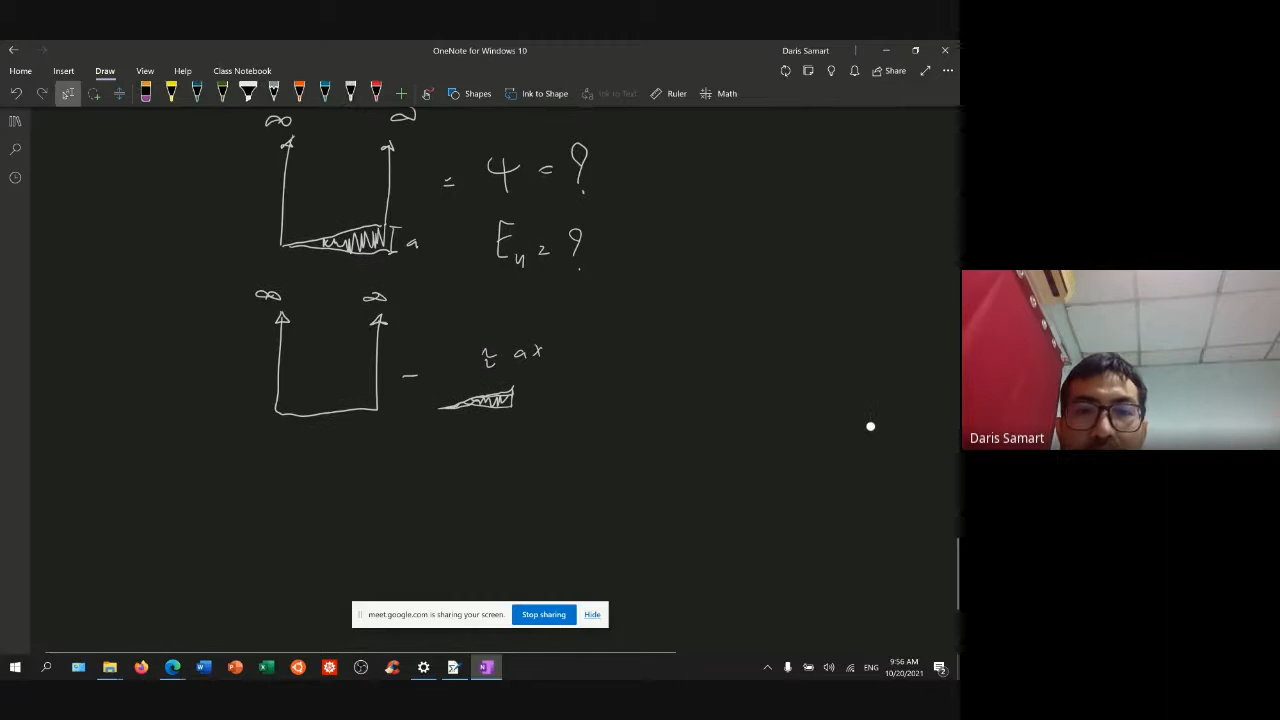 OneNote for Windows 10
Daris Samart
Home Insert Draw View Help Class Notebook
Share
Shapes Ink to Shape Ink to Text Ruler Math
∞ ∞
= ψ = ?
a
En = ?
∞ ∞
ax
Daris Samart
meet.google.com is sharing your screen. Stop sharing Hide
ENG
9:56 AM
10/20/2021
2